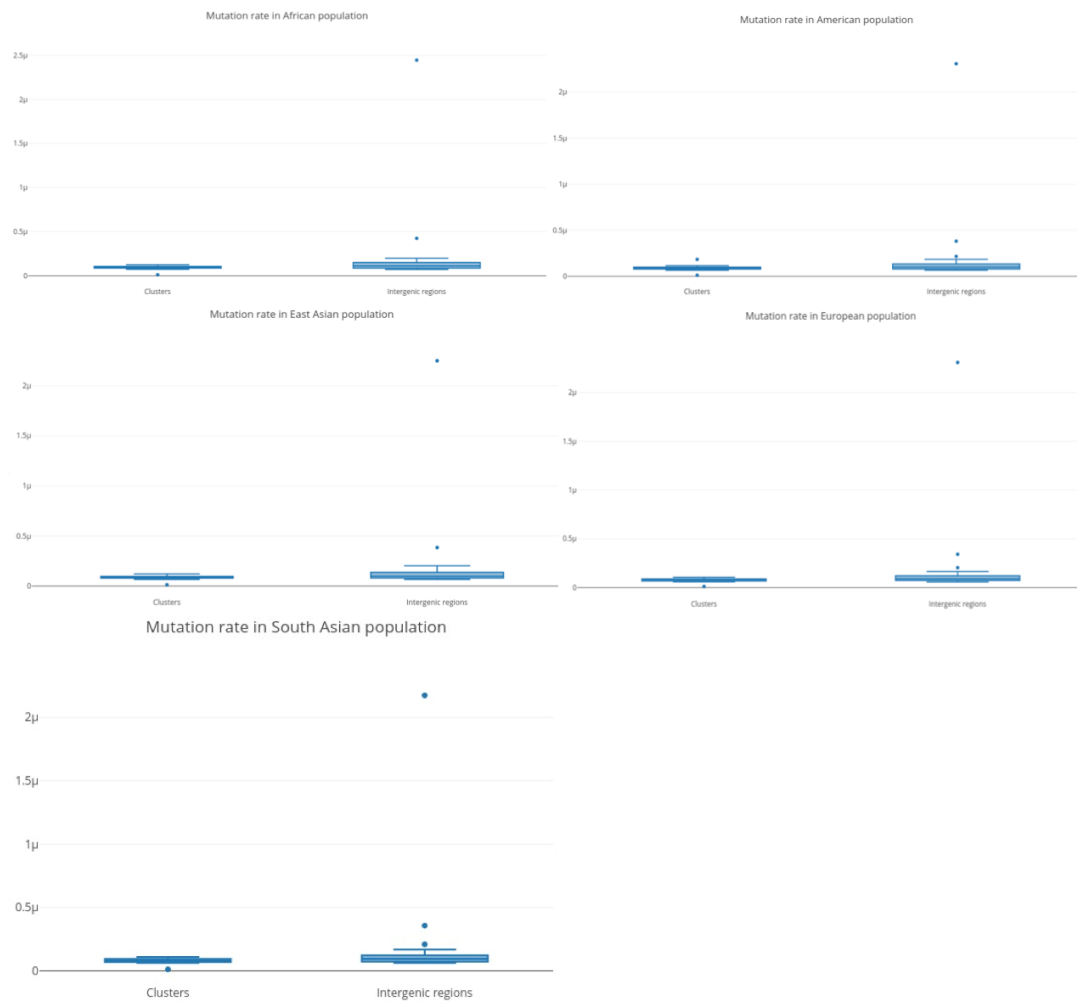 Mutation rate in African population
2.5µ
2µ
1.5µ
1µ
0.5µ
0
Clusters
Intergenic regions
Mutation rate in American population
2µ
1.5µ
1µ
0.5µ
0
Clusters
Intergenic regions
Mutation rate in East Asian population
2µ
1.5µ
1µ
0.5µ
0
Clusters
Intergenic regions
Mutation rate in European population
2µ
1.5µ
1µ
0.5µ
0
Clusters
Intergenic regions
Mutation rate in South Asian population
2µ
1.5µ
1µ
0.5µ
0
Clusters
Intergenic regions